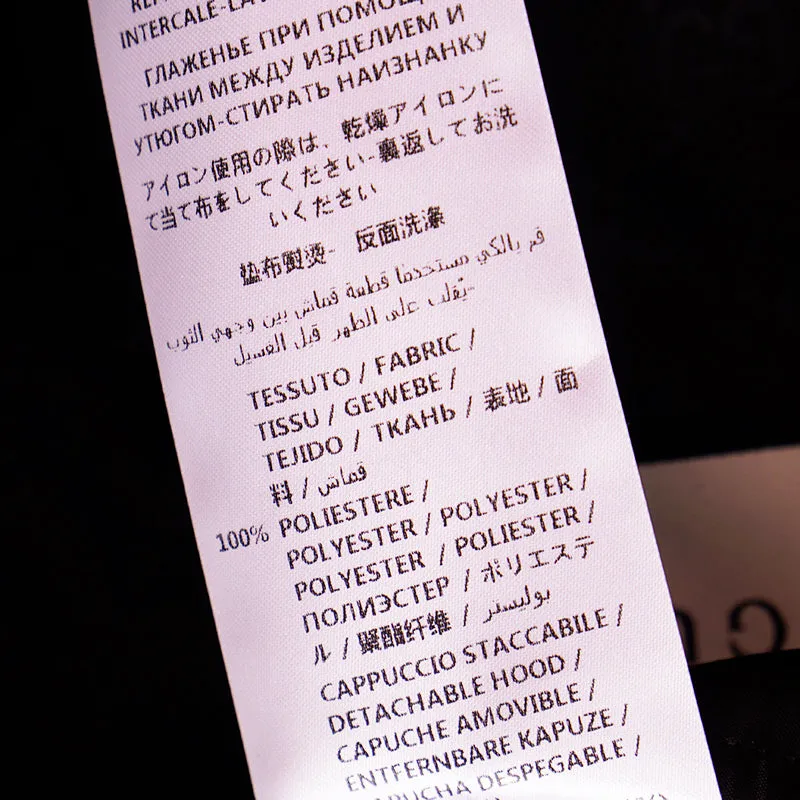 INTERCALE-LA
ГЛАЖЕНЬЕ ПРИ ПОМОЩ
ТКАНИ МЕЖДУ ИЗДЕЛИЕМ И
УТЮГОМ-СТИРАТЬ НАИЗНАНКУ
アイロン使用の際は、乾燥アイロンに
て当て布をしてください-裏返してお洗
いください
垫布熨烫- 反面洗涤
قم بالكي مستخدما قطعة قماش بين وجهي الثوب
-يُقلب على الظهر قبل الغسيل
TESSUTO / FABRIC /
TISSU / GEWEBE /
TEJIDO / ТКАНЬ / 表地 / 面
料 / قماش
100% POLIESTERE /
POLYESTER / POLYESTER /
POLYESTER / POLIESTER /
ПОЛИЭСТЕР / ポリエステ
ル / 聚酯纤维 / بوليستر
CAPPUCCIO STACCABILE /
DETACHABLE HOOD /
CAPUCHE AMOVIBLE /
ENTFERNBARE KAPUZE /
CAPUCHA DESPEGABLE /